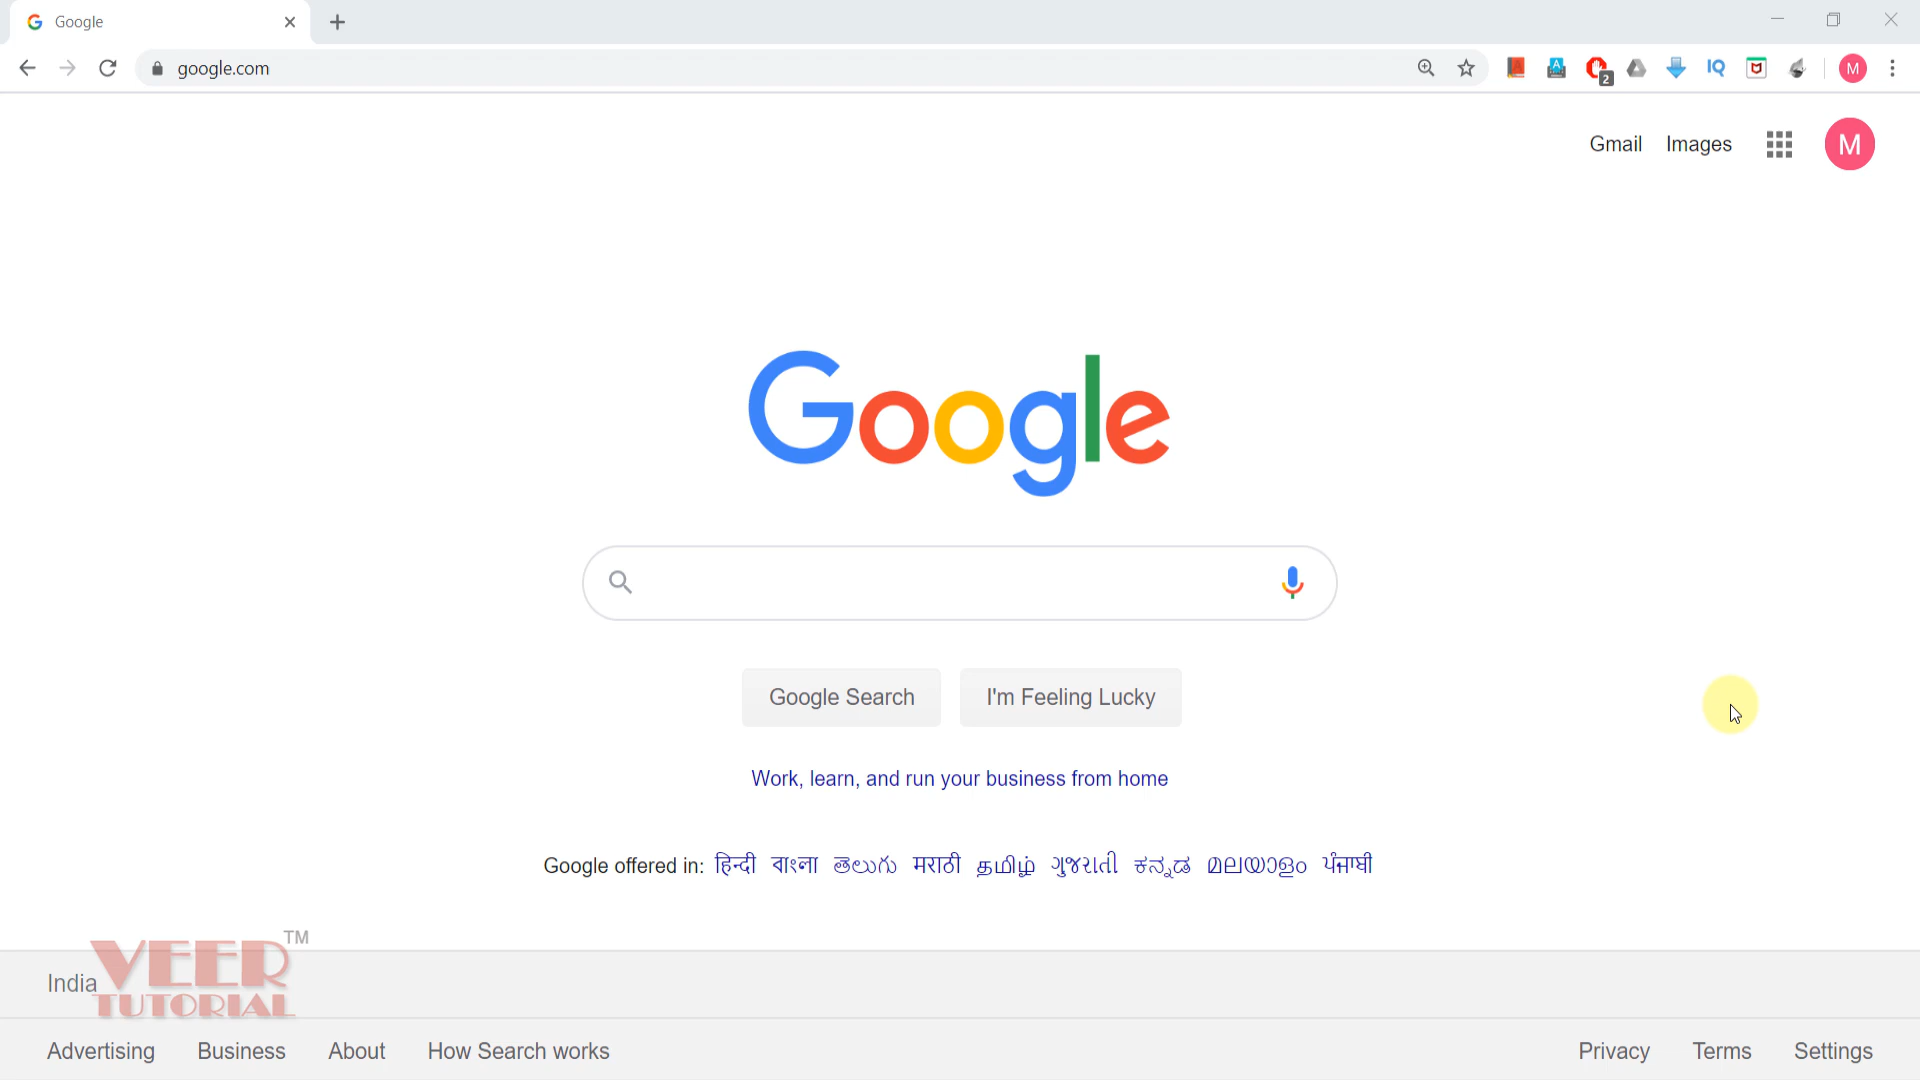 Google
google.com
2
M
Gmail Images M
Google
Google Search I'm Feeling Lucky
Work, learn, and run your business from home
Google offered in: हिन्दी বাংলা తెలుగు मराठी தமிழ் ગુજરાતી ಕನ್ನಡ മലയാളം ਪੰਜਾਬੀ
India
VEER TM
TUTORIAL
Advertising Business About How Search works Privacy Terms Settings